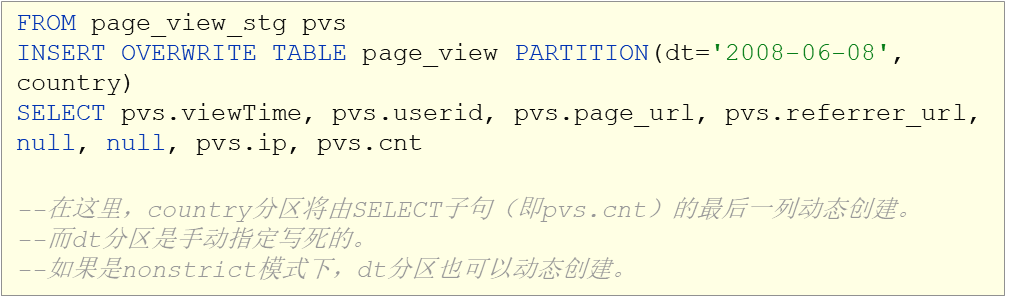 FROM page_view_stg pvs
INSERT OVERWRITE TABLE page_view PARTITION(dt='2008-06-08',
country)
SELECT pvs.viewTime, pvs.userid, pvs.page_url, pvs.referrer_url,
null, null, pvs.ip, pvs.cnt
--在这里，country分区将由SELECT子句（即pvs.cnt）的最后一列动态创建。
--而dt分区是手动指定写死的。
--如果是nonstrict模式下，dt分区也可以动态创建。